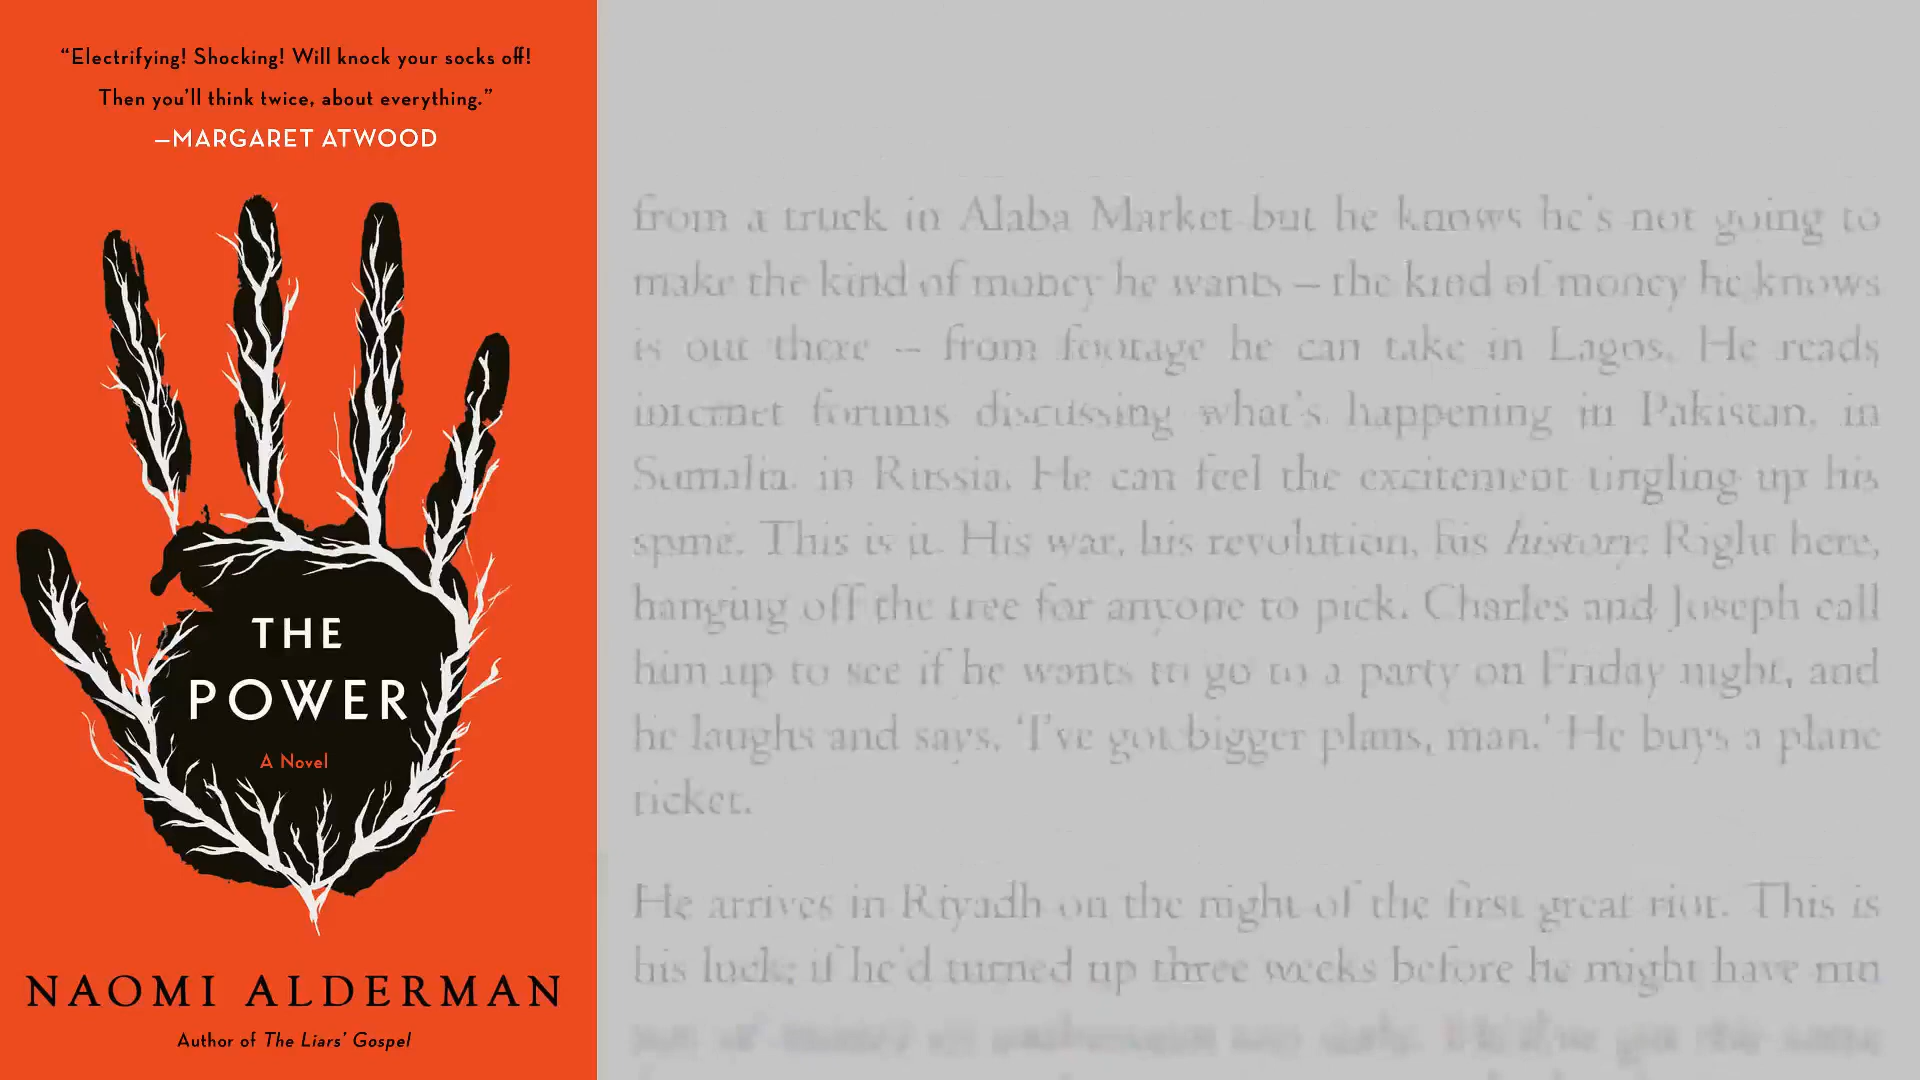 “Electrifying! Shocking! Will knock your socks off!
Then you’ll think twice, about everything.”
—MARGARET ATWOOD
THE
POWER
A Novel
NAOMI ALDERMAN
Author of The Liars’ Gospel
from a truck in Alaba Market but he knows he’s not going to
make the kind of money he wants – the kind of money he knows
is out there – from footage he can take in Lagos. He reads
internet forums discussing what’s happening in Pakistan, in
Somalia, in Russia. He can feel the excitement tingling up his
spine. This is it. His war, his revolution, his history. Right here,
hanging off the tree for anyone to pick. Charles and Joseph call
him up to see if he wants to go to a party on Friday night, and
he laughs and says, ‘I’ve got bigger plans, man.’ He buys a plane
ticket.
He arrives in Riyadh on the night of the first great riot. This is
his luck; if he’d turned up three weeks before he might have run